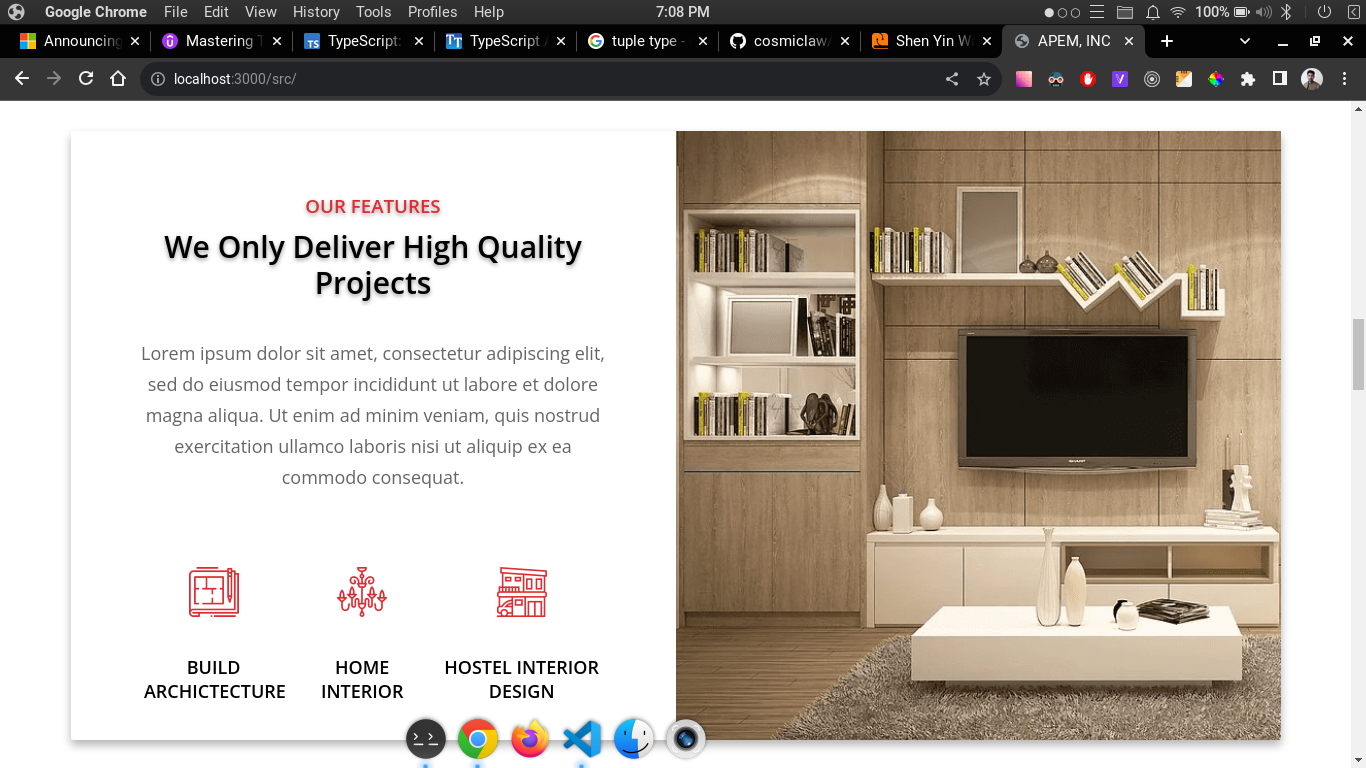 Google Chrome File Edit View History Tools Profiles Help 7:08 PM 100%
Announcing Mastering T TypeScript: TypeScript A tuple type - cosmiclaw/ Shen Yin Wa APEM, INC
localhost:3000/src/
OUR FEATURES
We Only Deliver High Quality
Projects
Lorem ipsum dolor sit amet, consectetur adipiscing elit,
sed do eiusmod tempor incididunt ut labore et dolore
magna aliqua. Ut enim ad minim veniam, quis nostrud
exercitation ullamco laboris nisi ut aliquip ex ea
commodo consequat.
BUILD
ARCHICTECTURE
HOME
INTERIOR
HOSTEL INTERIOR
DESIGN
SHARP